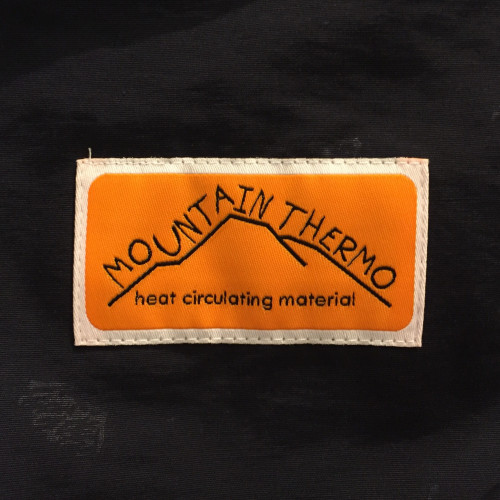 MOUNTAIN THERMO
heat circulating material